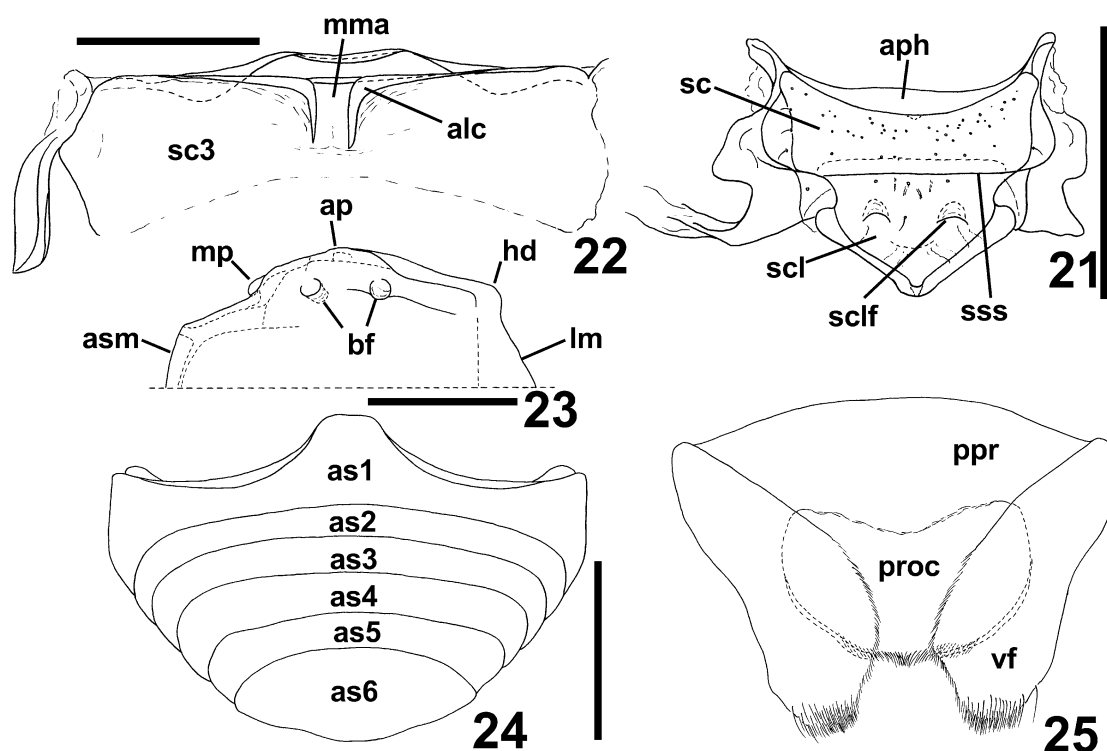 mma
alc
sc3
22
aph
sc
scl
sclf
sss
21
ap
mp
hd
asm
bf
lm
23
as1
as2
as3
as4
as5
as6
24
ppr
proc
vf
25